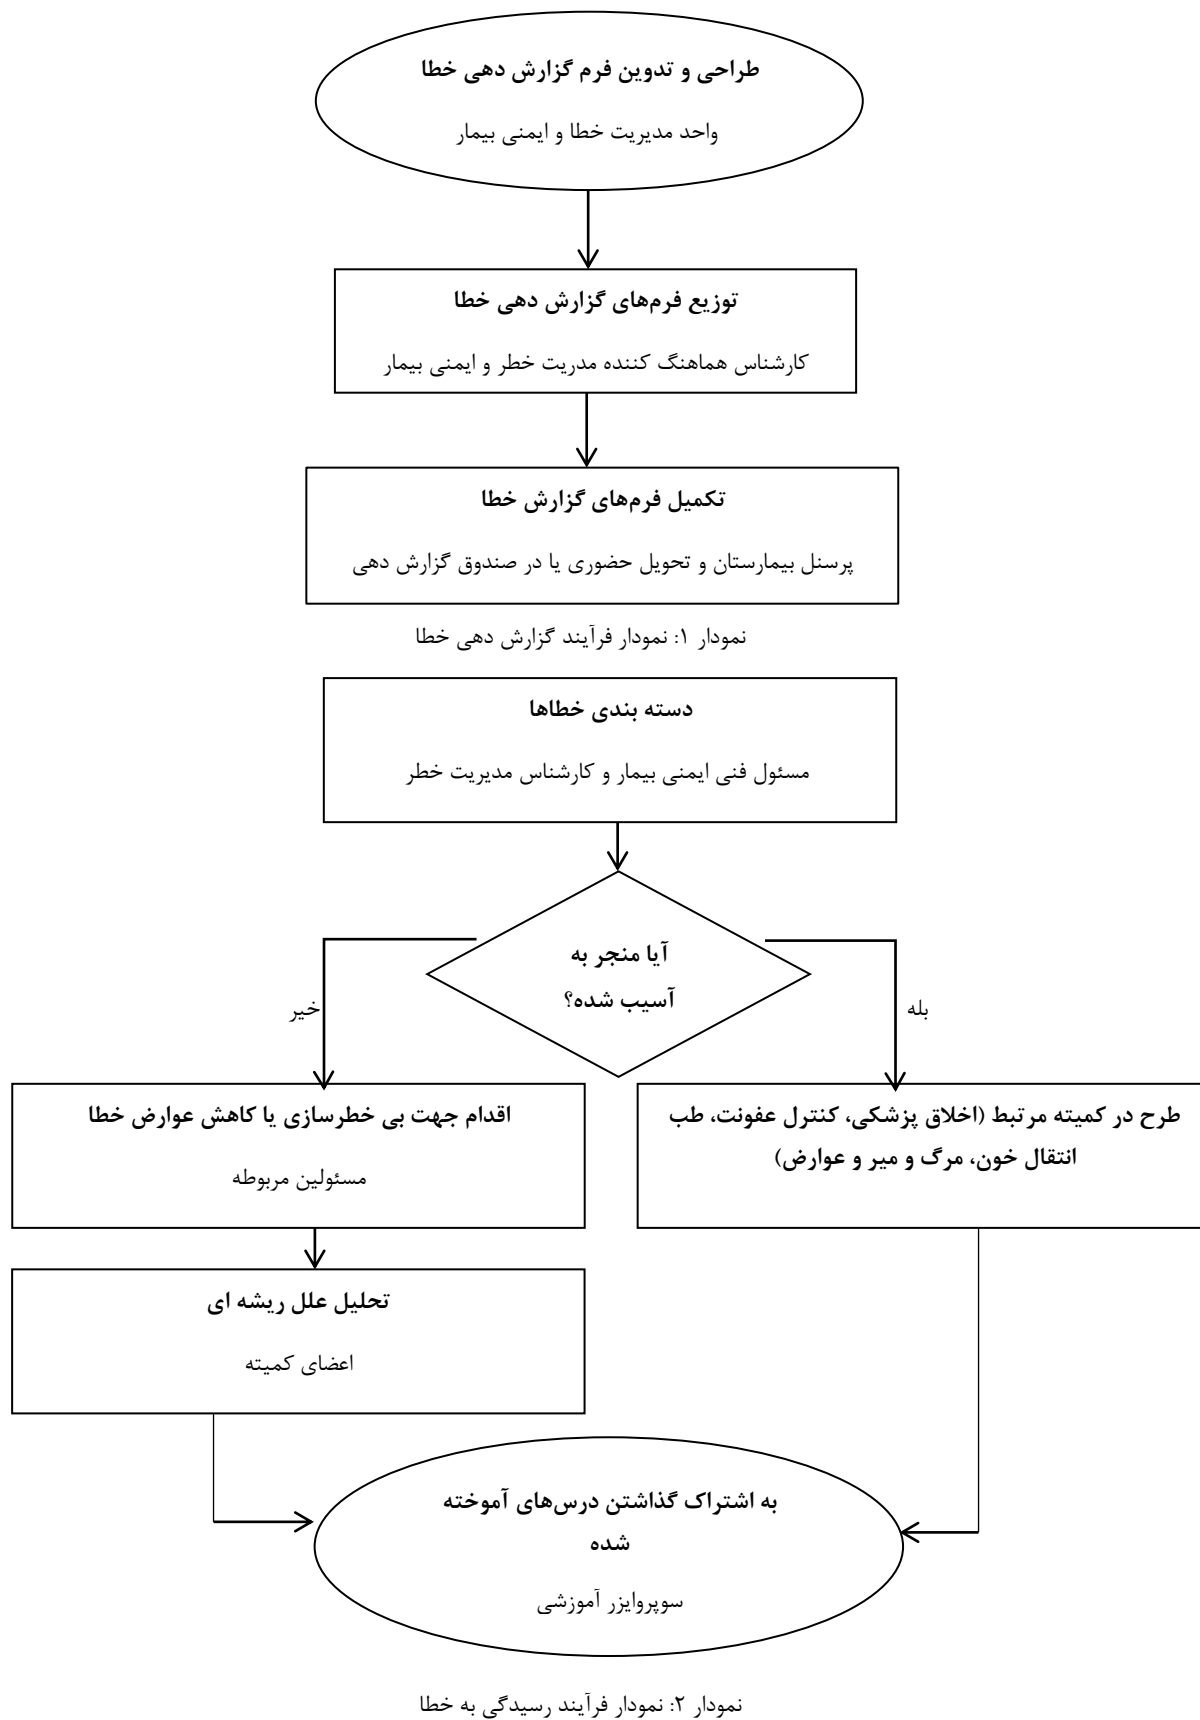 طراحی و تدوین فرم گزارش دهی خطا
واحد مدیریت خطا و ایمنی بیمار
توزیع فرم‌های گزارش دهی خطا
کارشناس هماهنگ کننده مدریت خطر و ایمنی بیمار
تکمیل فرم‌های گزارش خطا
پرسنل بیمارستان و تحویل حضوری یا در صندوق گزارش دهی
نمودار ۱: نمودار فرآیند گزارش دهی خطا
دسته بندی خطاها
مسئول فنی ایمنی بیمار و کارشناس مدیریت خطر
آیا منجر به
آسیب شده؟
بله
خیر
طرح در کمیته مرتبط (اخلاق پزشکی، کنترل عفونت، طب
انتقال خون، مرگ و میر و عوارض)
اقدام جهت بی خطرسازی یا کاهش عوارض خطا
مسئولین مربوطه
تحلیل علل ریشه ای
اعضای کمیته
به اشتراک گذاشتن درس‌های آموخته
شده
سوپروایزر آموزشی
نمودار ۲: نمودار فرآیند رسیدگی به خطا